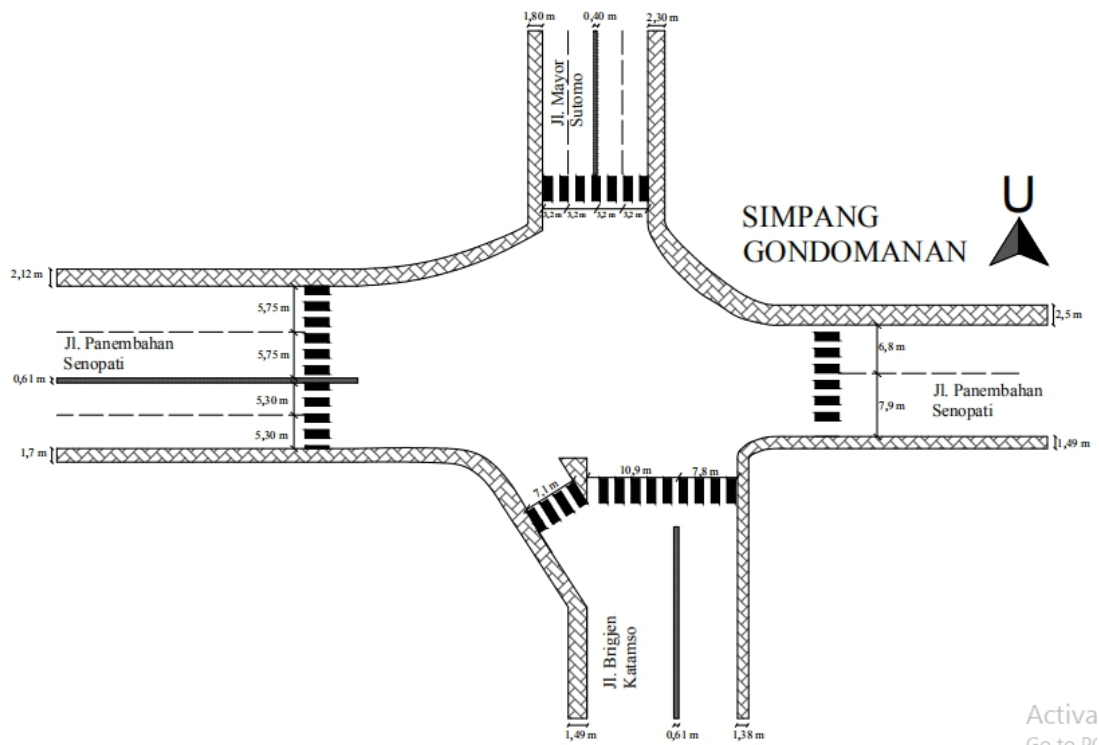 1,80 m
0,40 m
2,30 m
Jl. Mayor
Sutomo
U
SIMPANG
GONDOMANAN
3,2 m
3,2 m
3,2 m
3,2 m
2,12 m
5,75 m
Jl. Panembahan
Senopati
5,75 m
0,61 m
5,30 m
5,30 m
1,7 m
2,5 m
6,8 m
Jl. Panembahan
Senopati
7,9 m
1,49 m
10,9 m
7,8 m
7,1 m
Jl. Brigjen
Katamso
1,49 m
0,61 m
1,38 m
Activa
Go to PC